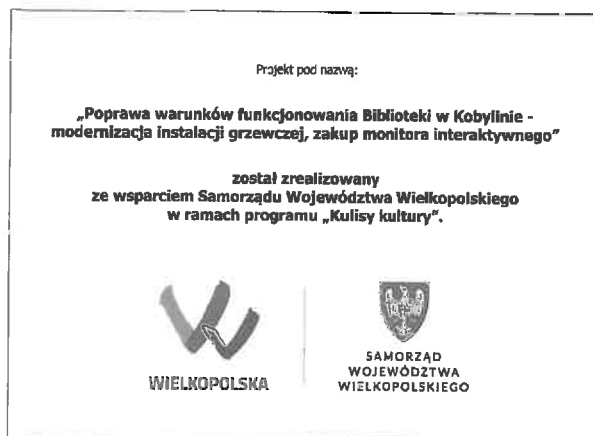 Projekt pod nazwą:
„Poprawa warunków funkcjonowania Biblioteki w Kobylinie -
modernizacja instalacji grzewczej, zakup monitora interaktywnego”
został zrealizowany
ze wsparciem Samorządu Województwa Wielkopolskiego
w ramach programu „Kulisy kultury”.
WIELKOPOLSKA
SAMORZĄD
WOJEWÓDZTWA
WIELKOPOLSKIEGO